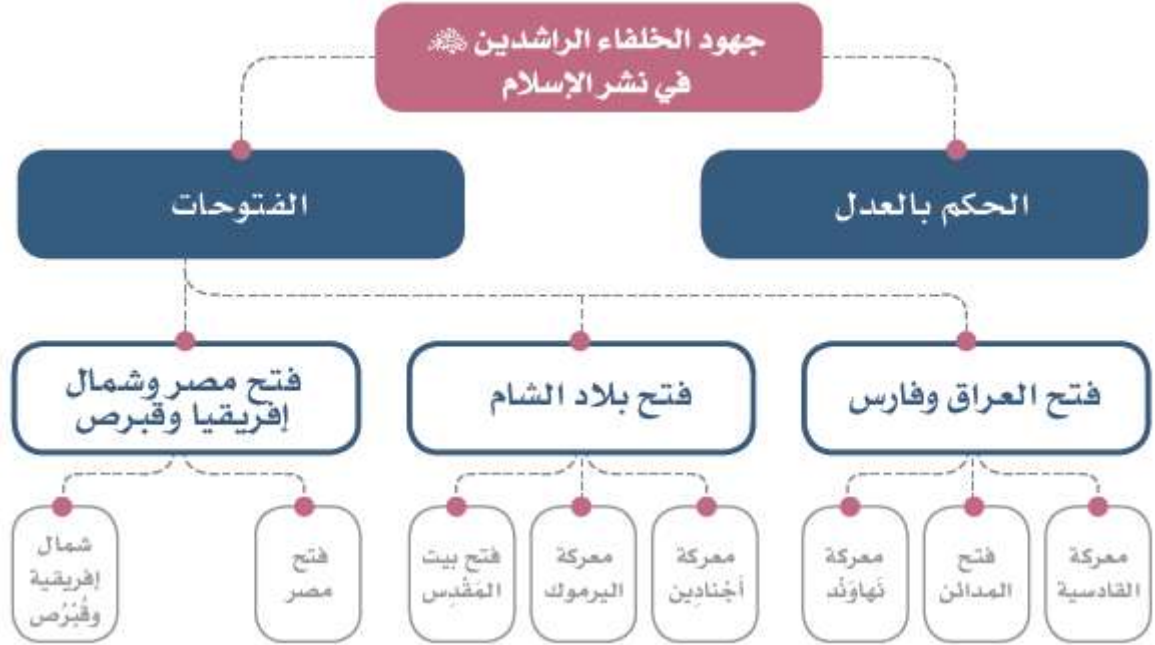 جهود الخلفاء الراشدين ﷺ
في نشر الإسلام
الحكم بالعدل
الفتوحات
فتح العراق وفارس
فتح بلاد الشام
فتح مصر وشمال
إفريقيا وقبرص
معركة
القادسية
فتح
المدائن
معركة
نَهاوَنْد
معركة
أَجْنادِين
معركة
اليرموك
فتح بيت
المَقْدِس
فتح
مصر
شمال
إفريقية
وقُبْرُص